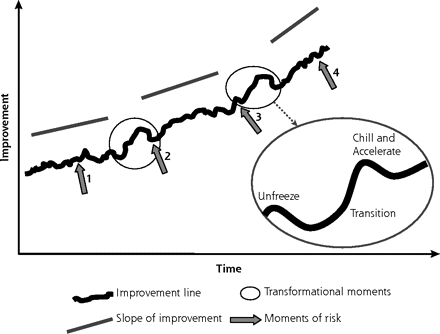 Improvement
4
3
2
1
Chill and
Accelerate
Unfreeze
Transition
Time
Improvement line
Transformational moments
Slope of improvement
Moments of risk